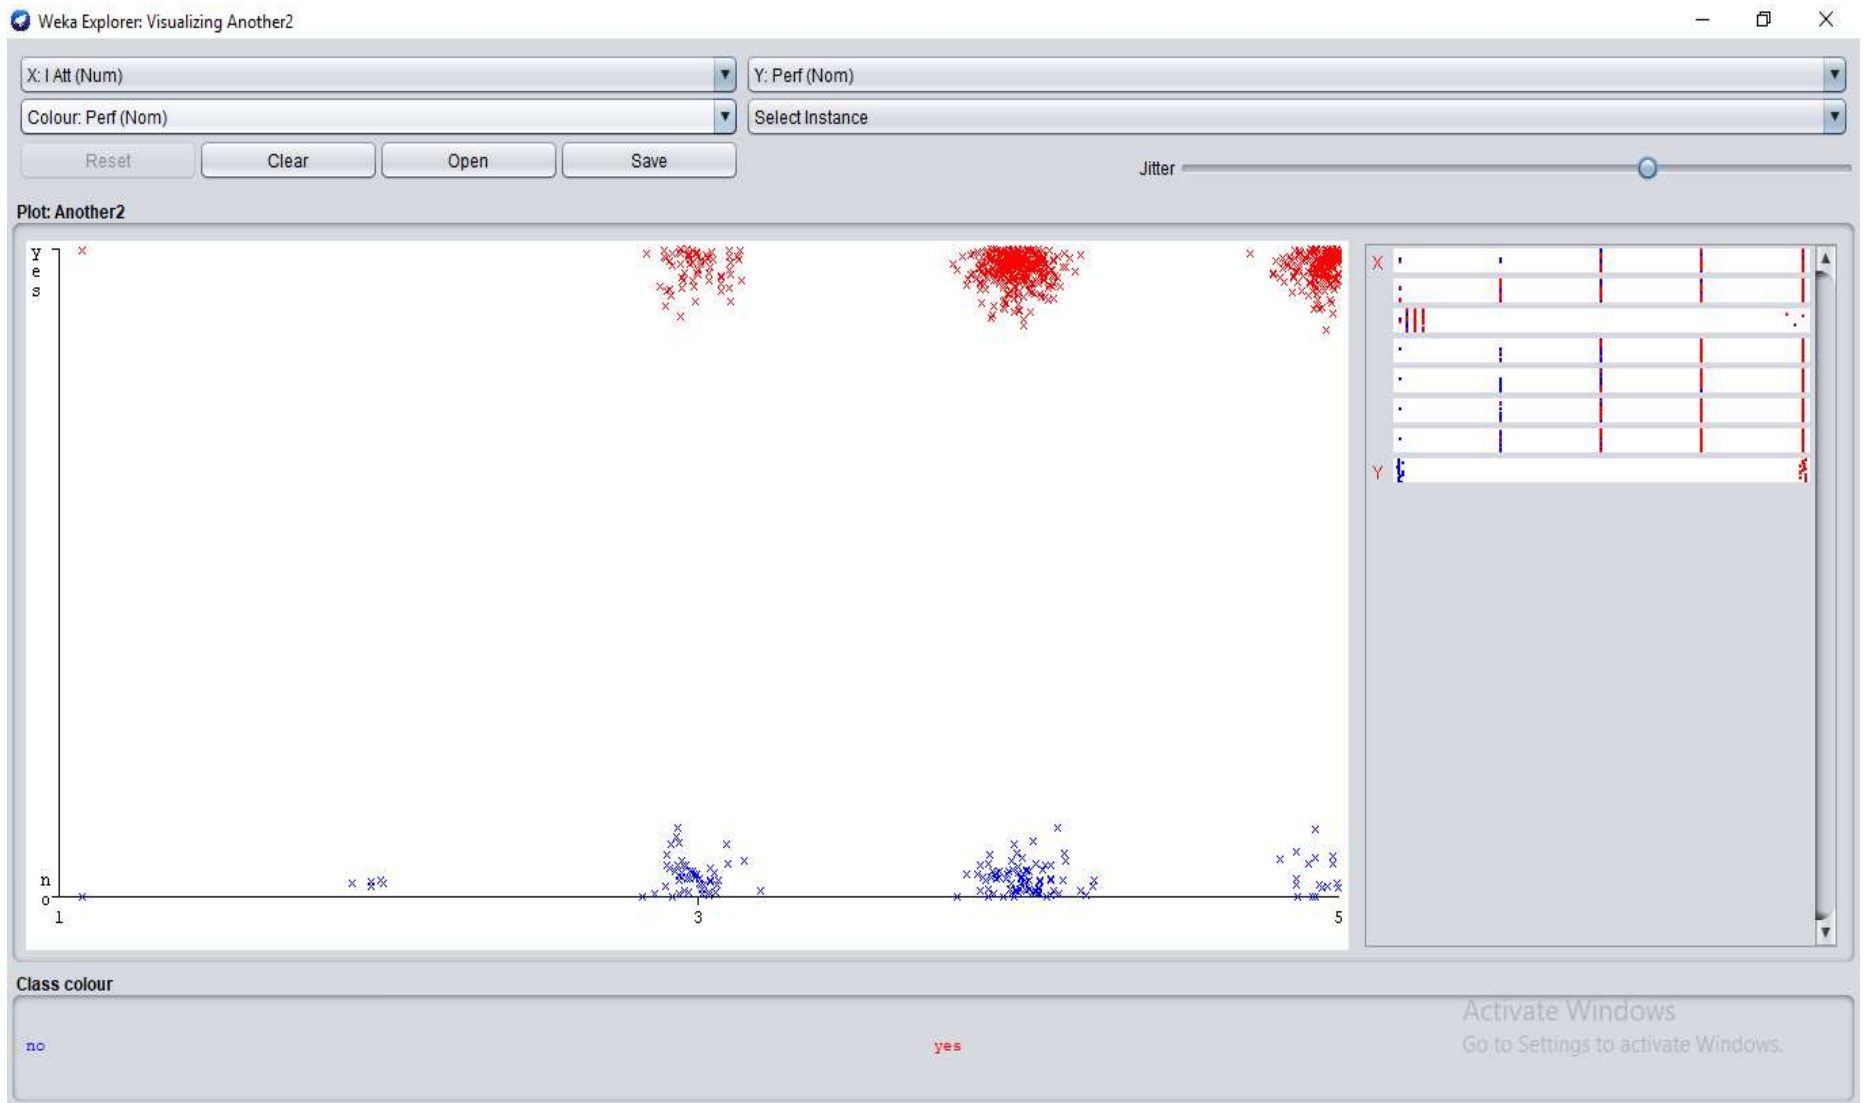 Weka Explorer: Visualizing Another2
X: I Att (Num)
Y: Perf (Nom)
Colour: Perf (Nom)
Select Instance
Reset
Clear
Open
Save
Jitter
Plot: Another2
yes
no
1
3
5
X
Y
Class colour
no
yes
Activate Windows
Go to Settings to activate Windows.